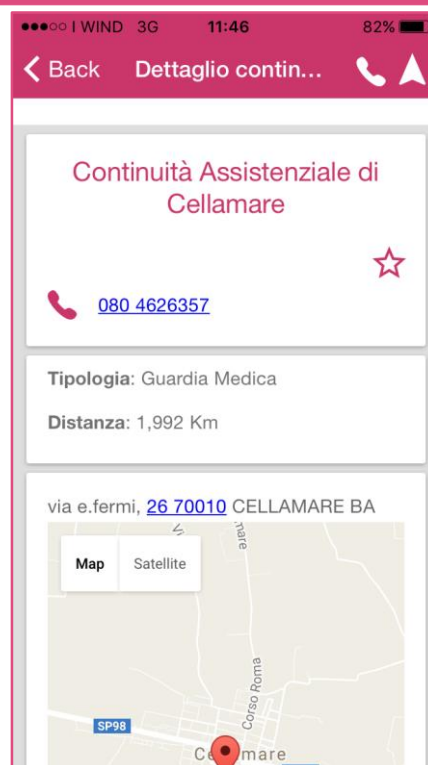 I WIND 3G 11:46 82%
Back Dettaglio contin...
Continuità Assistenziale di
Cellamare
080 4626357
Tipologia: Guardia Medica
Distanza: 1,992 Km
via e.fermi, 26 70010 CELLAMARE BA
Map Satellite
Corso Roma
SP98